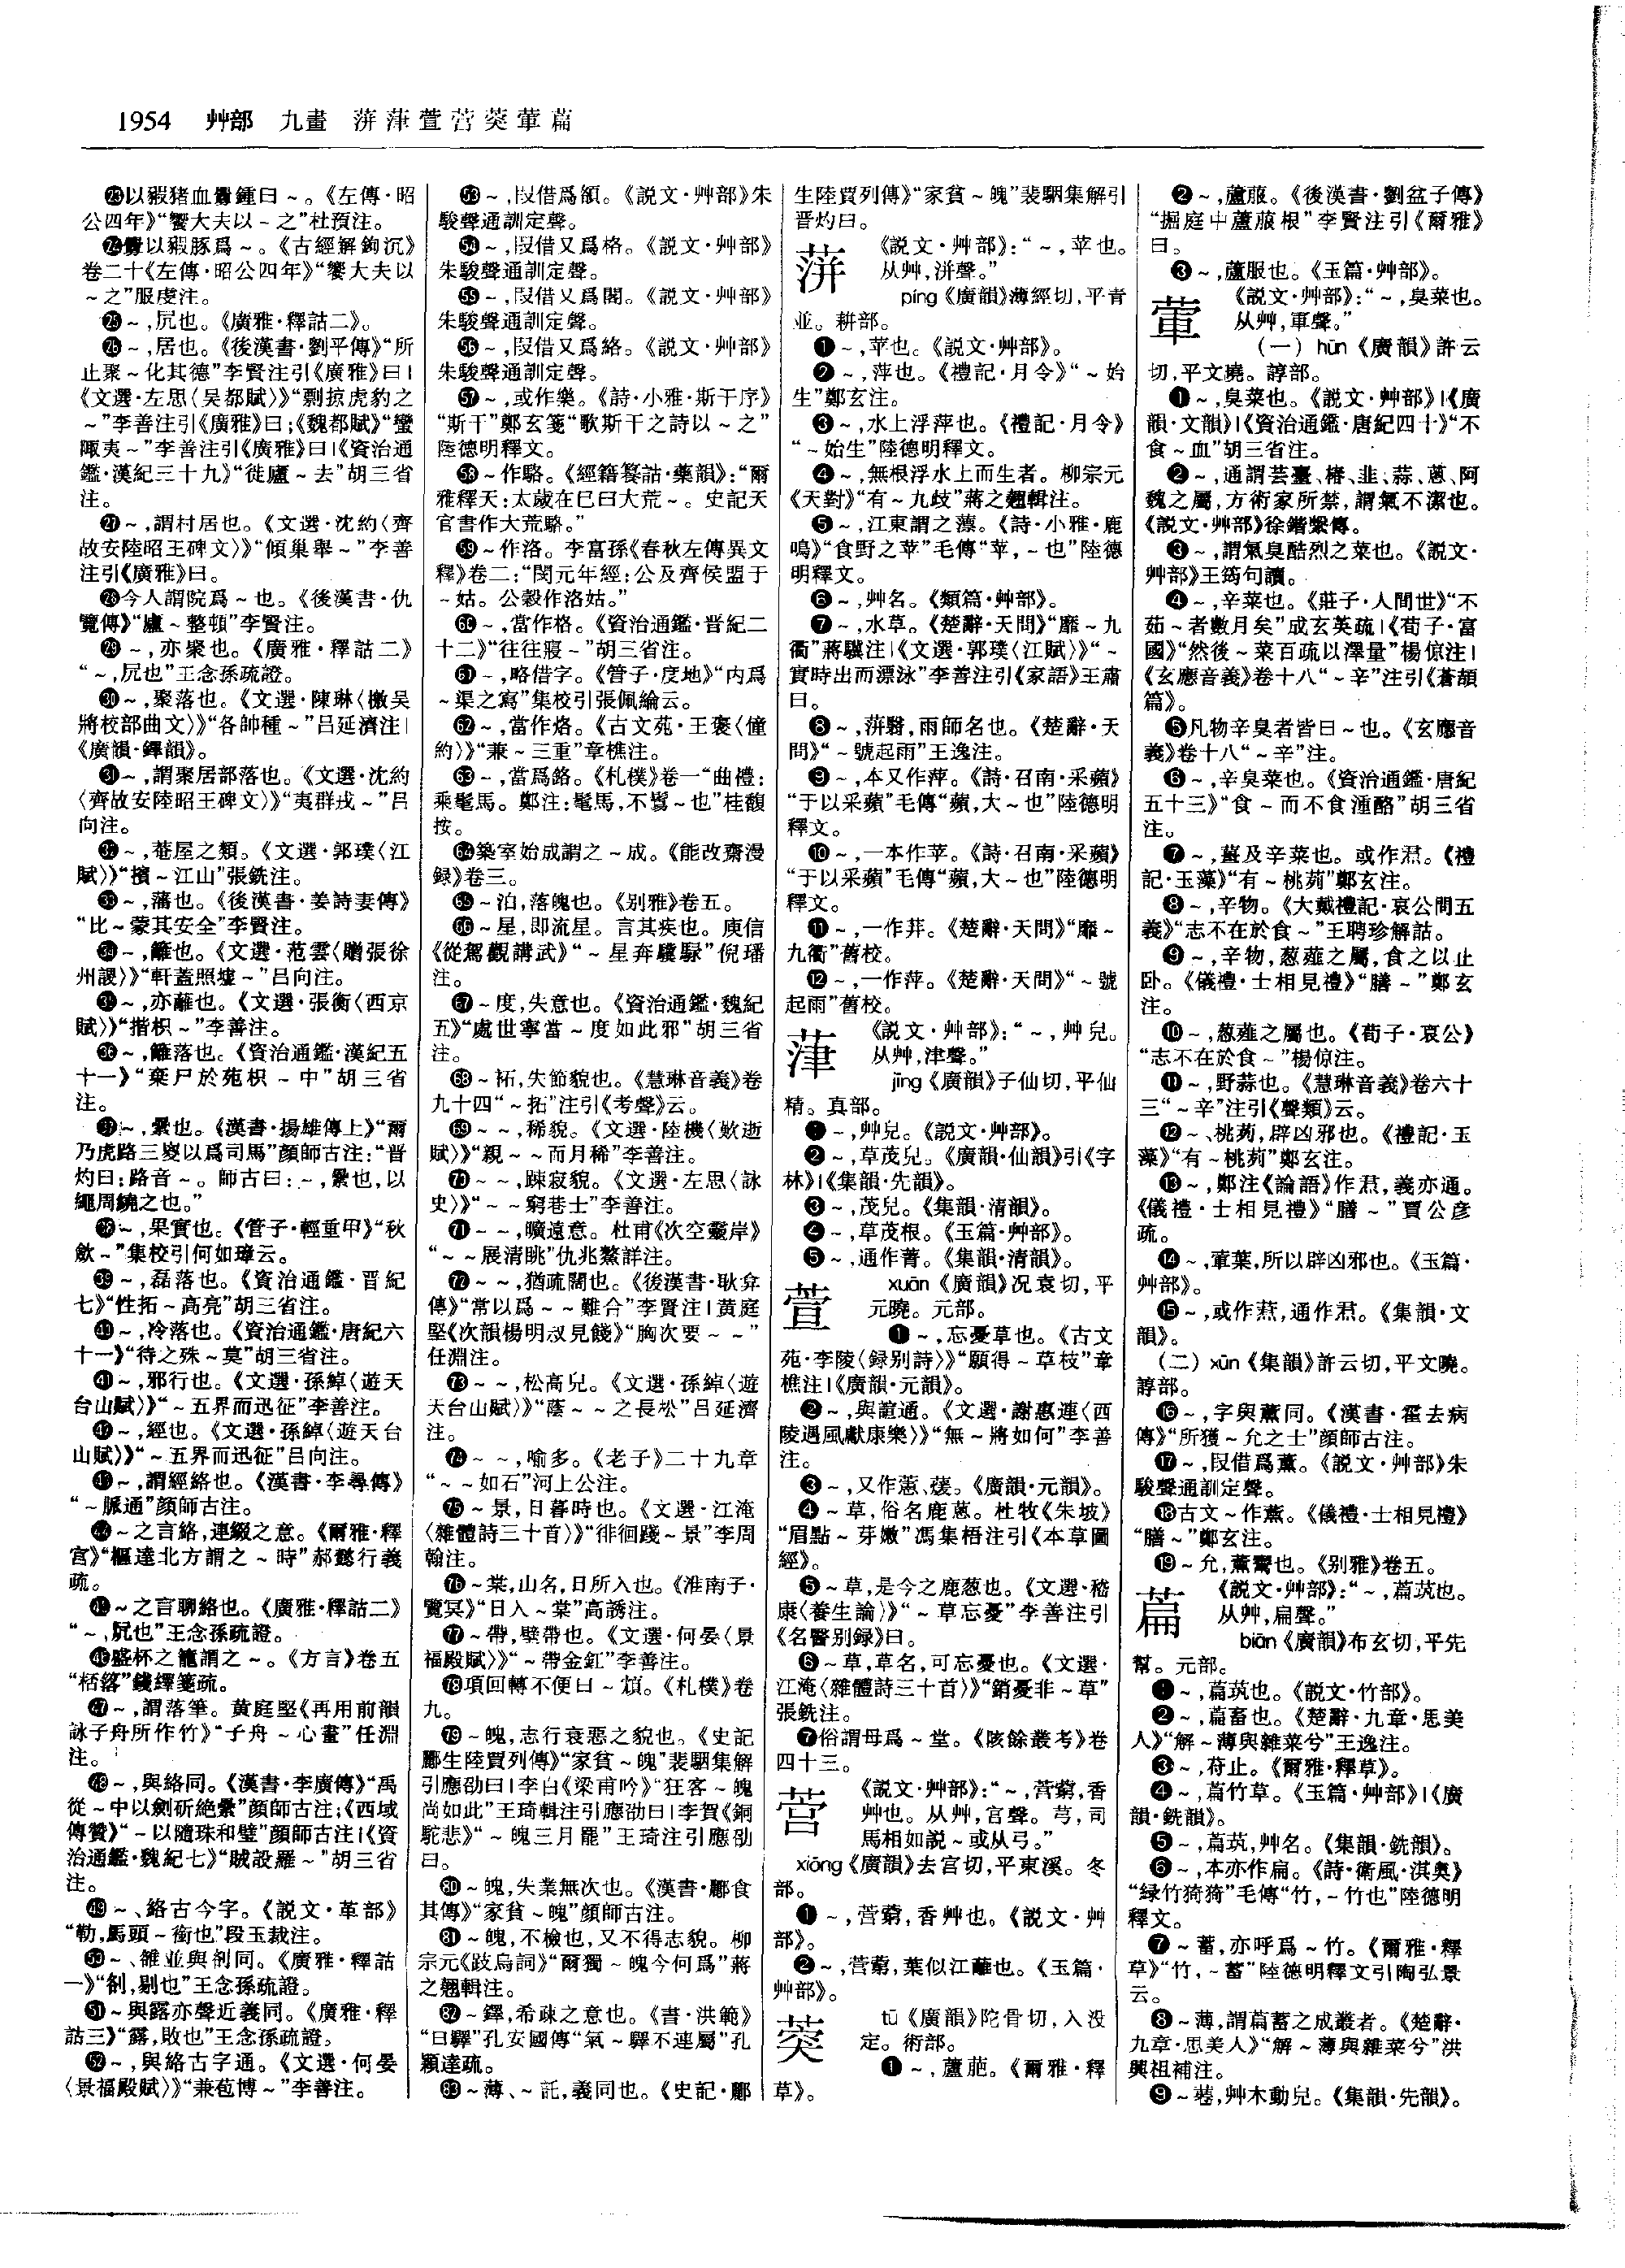 1954　艸部　九畫　蓱葏萱营葖葷萹
㉓以豭猪血釁鍾曰～。《左傳·昭
公四年》“饗大夫以～之”杜預注。
㉔釁以豭豚爲～。《古經解鉤沉》
卷二十《左傳·昭公四年》“饗大夫以
～之”服虔注。
㉕～,凥也。《廣雅·釋詁二》。
㉖～,居也。《後漢書·劉平傳》“所
止聚～化其德”李賢注引《廣雅》曰|
《文選·左思〈吴都賦〉》“剽掠虎豹之
～”李善注引《廣雅》曰;《魏都賦》“蠻
陬夷～”李善注引《廣雅》曰|《資治通
鑑·漢紀三十九》“徙廬～去”胡三省
注。
㉗～,謂村居也。《文選·沈約〈齊
故安陸昭王碑文〉》“傾巢舉～”李善
注引《廣雅》曰。
㉘今人謂院爲～也。《後漢書·仇
覽傳》“廬～整頓”李賢注。
㉙～,亦聚也。《廣雅·釋詁二》
“～,凥也”王念孫疏證。
㉚～,聚落也。《文選·陳琳〈檄吴
將校部曲文〉》“各帥種～”吕延濟注|
《廣韻·鐸韻》。
㉛～,謂聚居部落也。《文選·沈約
〈齊故安陸昭王碑文〉》“夷群戎～”吕
向注。
㉜～,菴屋之類。《文選·郭璞〈江
賦〉》“擯～江山”張銑注。
㉝～,藩也。《後漢書·姜詩妻傳》
“比～蒙其安全”李賢注。
㉞～,籬也。《文選·范雲〈贈張徐
州謖〉》“軒蓋照墟～”吕向注。
㉟～,亦蘺也。《文選·張衡〈西京
賦〉》“揩枳～”李善注。
㊱～,籬落也。《資治通鑑·漢紀五
十一》“棄尸於苑枳～中”胡三省
注。
㊲～,纍也。《漢書·揚雄傳上》“爾
乃虎路三嵏以爲司馬”顔師古注:“晋
灼曰:路音～。師古曰:～,纍也,以
繩周繞之也。”
㊳～,果實也。《管子·輕重甲》“秋
斂～”集校引何如璋云。
㊴～,磊落也。《資治通鑑·晋紀
七》“性拓～高亮”胡三省注。
㊵～,冷落也。《資治通鑑·唐紀六
十一》“待之殊～莫”胡三省注。
㊶～,邪行也。《文選·孫綽〈遊天
台山賦〉》“～五界而迅征”李善注。
㊷～,經也。《文選·孫綽〈遊天台
山賦〉》“～五界而迅征”吕向注。
㊸～,謂經絡也。《漢書·李尋傳》
“～脈通”顔師古注。
㊹～之言絡,連綴之意。《爾雅·釋
宫》“樞達北方謂之～時”郝懿行義
疏。
㊺～之言聯絡也。《廣雅·釋詁二》
“～,凥也”王念孫疏證。
㊻盛杯之籠謂之～。《方言》卷五
“桮落”錢繹箋疏。
㊼～,謂落筆。黄庭堅《再用前韻
詠子舟所作竹》“子舟～心畫”任淵
注。
㊽～,與絡同。《漢書·李廣傳》“禹
從～中以劍斫絶纍”顔師古注;《西域
傳贊》“～以隨珠和璧”顔師古注|《資
治通鑑·魏紀七》“賊設羅～”胡三省
注。
㊾～、絡古今字。《説文·革部》
“勒,馬頭～銜也”段玉裁注。
㊿～、雒並與䂮同。《廣雅·釋詁
一》“剒,剔也”王念孫疏證。
51～與露亦聲近義同。《廣雅·釋
詁三》“露,敗也”王念孫疏證。
52～,與絡古字通。《文選·何晏
〈景福殿賦〉》“兼苞博～”李善注。
53～,叚借爲頟。《説文·艸部》朱
駿聲通訓定聲。
54～,叚借又爲格。《説文·艸部》
朱駿聲通訓定聲。
55～,叚借又爲閣。《説文·艸部》
朱駿聲通訓定聲。
56～,叚借又爲絡。《説文·艸部》
朱駿聲通訓定聲。
57～,或作樂。《詩·小雅·斯干序》
“斯干”鄭玄箋“歌斯干之詩以～之”
陸德明釋文。
58～作駱。《經籍籑詁·藥韻》:“爾
雅釋天:太歲在巳曰大荒～。史記天
官書作大荒駱。”
59～作洛。李富孫《春秋左傳異文
釋》卷二:“閔元年經:公及齊侯盟于
～姑。公穀作洛姑。”
60～,當作格。《資治通鑑·晋紀二
十二》“往往寢～”胡三省注。
61～,略借字。《管子·度地》“内爲
～渠之寫”集校引張佩綸云。
62～,當作烙。《古文苑·王褒〈僮
約〉》“兼～三重”章樵注。
63～,當爲鉻。《札樸》卷一“曲禮:
乘髦馬。鄭注:髦馬,不鬄～也”桂馥
按。
64築室始成謂之～成。《能改齋漫
録》卷三。
65～泊,落魄也。《别雅》卷五。
66～星,即流星。言其疾也。庾信
《從駕觀講武》“～星奔驥騄”倪璠
注。
67～度,失意也。《資治通鑑·魏紀
五》“處世寧當～度如此邪”胡三省
注。
68～袥,失節貌也。《慧琳音義》卷
九十四“～拓”注引《考聲》云。
69～～,稀貌。《文選·陸機〈歎逝
賦〉》“親～～而月稀”李善注。
70～～,踈寂貌。《文選·左思〈詠
史〉》“～～窮巷士”李善注。
71～～,曠遠意。杜甫《次空靈岸》
“～～展清眺”仇兆鰲詳注。
72～～,猶疏闊也。《後漢書·耿弇
傳》“常以爲～～難合”李賢注|黄庭
堅《次韻楊明叔見餞》“胸次要～～”
任淵注。
73～～,松高皃。《文選·孫綽〈遊
天台山賦〉》“蔭～～之長松”吕延濟
注。
74～～,喻多。《老子》二十九章
“～～如石”河上公注。
75～景,日暮時也。《文選·江淹
〈雜體詩三十首〉》“徘徊踐～景”李周
翰注。
76～棠,山名,日所入也。《淮南子·
覽冥》“日入～棠”高誘注。
77～帶,壁帶也。《文選·何晏〈景
福殿賦〉》“～帶金釭”李善注。
78項回轉不便曰～䪼。《札樸》卷
九。
79～魄,志行衰惡之貌也。《史記·
酈生陸賈列傳》“家貧～魄”裴駰集解
引應劭曰|李白《梁甫吟》“狂客～魄
尚如此”王琦輯注引應劭曰|李賀《銅
駝悲》“～魄三月罷”王琦注引應劭
曰。
80～魄,失業無次也。《漢書·酈食
其傳》“家貧～魄”顔師古注。
81～魄,不檢也,又不得志貌。柳
宗元《跂烏詞》“爾獨～魄今何爲”蔣
之翹輯注。
82～鐸,希疎之意也。《書·洪範》
“曰驛”孔安國傳“氣～驛不連屬”孔
穎達疏。
83～薄、～託,義同也。《史記·酈
生陸賈列傳》“家貧～魄”裴駰集解引
晋灼曰。
蓱　《説文·艸部》:“～,苹也。
从艸,洴聲。”
píng《廣韻》薄經切,平青
並。耕部。
❶～,苹也。《説文·艸部》。
❷～,萍也。《禮記·月令》“～始
生”鄭玄注。
❸～,水上浮萍也。《禮記·月令》
“～始生”陸德明釋文。
❹～,無根浮水上而生者。柳宗元
《天對》“有～九歧”蔣之翹輯注。
❺～,江東謂之薸。《詩·小雅·鹿
鳴》“食野之苹”毛傳“苹,～也”陸德
明釋文。
❻～,艸名。《類篇·艸部》。
❼～,水草。《楚辭·天問》“靡～九
衢”蔣驥注|《文選·郭璞〈江賦〉》“～
實時出而漂泳”李善注引《家語》王肅
曰。
❽～,蓱翳,雨師名也。《楚辭·天
問》“～號起雨”王逸注。
❾～,本又作萍。《詩·召南·采蘋》
“于以采蘋”毛傳“蘋,大～也”陸德明
釋文。
❿～,一本作苹。《詩·召南·采蘋》
“于以采蘋”毛傳“蘋,大～也”陸德明
釋文。
⓫～,一作荓。《楚辭·天問》“靡～
九衢”舊校。
⓬～,一作萍。《楚辭·天問》“～號
起雨”舊校。
葏　《説文·艸部》:“～,艸皃。
从艸,津聲。”
jīng《廣韻》子仙切,平仙
精。真部。
❶～,艸皃。《説文·艸部》。
❷～,草茂皃。《廣韻·仙韻》引《字
林》|《集韻·先韻》。
❸～,茂皃。《集韻·清韻》。
❹～,草茂根。《玉篇·艸部》。
❺～,通作菁。《集韻·清韻》。
萱　xuān《廣韻》况袁切,平
元曉。元部。
❶～,忘憂草也。《古文
苑·李陵〈録别詩〉》“願得～草枝”章
樵注|《廣韻·元韻》。
❷～,與諠通。《文選·謝惠連〈西
陵遇風獻康樂〉》“無～將如何”李善
注。
❸～,又作萲、蕿。《廣韻·元韻》。
❹～草,俗名鹿蔥。杜牧《朱坡》
“眉點～芽嫩”馮集梧注引《本草圖
經》。
❺～草,是今之鹿葱也。《文選·嵇
康〈養生論〉》“～草忘憂”李善注引
《名醫别録》曰。
❻～草,草名,可忘憂也。《文選·
江淹〈雜體詩三十首〉》“銷憂非～草”
張銑注。
❼俗謂母爲～堂。《陔餘叢考》卷
四十三。
营　《説文·艸部》:“～,营藭,香
艸也。从艸,宫聲。芎,司
馬相如説～或从弓。”
xiōng《廣韻》去宫切,平東溪。冬
部。
❶～,营藭,香艸也。《説文·艸
部》。
❷～,营藭,葉似江蘺也。《玉篇·
艸部》。
葖　tū《廣韻》陀骨切,入没
定。術部。
❶～,蘆萉。《爾雅·釋
草》。
❷～,蘆菔。《後漢書·劉盆子傳》
“掘庭中蘆菔根”李賢注引《爾雅》
曰。
❸～,蘆服也。《玉篇·艸部》。
葷　《説文·艸部》:“～,臭菜也。
从艸,軍聲。”
(一) hūn《廣韻》許云
切,平文曉。諄部。
❶～,臭菜也。《説文·艸部》|《廣
韻·文韻》|《資治通鑑·唐紀四十》“不
食～血”胡三省注。
❷～,通謂芸臺、椿、韭、蒜、蔥、阿
魏之屬,方術家所禁,謂氣不潔也。
《説文·艸部》徐鍇繫傳。
❸～,謂氣臭酷烈之菜也。《説文·
艸部》王筠句讀。
❹～,辛菜也。《莊子·人間世》“不
茹～者數月矣”成玄英疏|《荀子·富
國》“然後～菜百疏以澤量”楊倞注|
《玄應音義》卷十八“～辛”注引《蒼頡
篇》。
❺凡物辛臭者皆曰～也。《玄應音
義》卷十八“～辛”注。
❻～,辛臭菜也。《資治通鑑·唐紀
五十三》“食～而不食湩酪”胡三省
注。
❼～,薑及辛菜也。或作焄。《禮
記·玉藻》“有～桃茢”鄭玄注。
❽～,辛物。《大戴禮記·哀公問五
義》“志不在於食～”王聘珍解詁。
❾～,辛物,葱薤之屬,食之以止
卧。《儀禮·士相見禮》“膳～”鄭玄
注。
❿～,葱薤之屬也。《荀子·哀公》
“志不在於食～”楊倞注。
⓫～,野蒜也。《慧琳音義》卷六十
三“～辛”注引《聲類》云。
⓬～、桃茢,辟凶邪也。《禮記·玉
藻》“有～桃茢”鄭玄注。
⓭～,鄭注《論語》作焄,義亦通。
《儀禮·士相見禮》“膳～”賈公彦
疏。
⓮～,葷菜,所以辟凶邪也。《玉篇·
艸部》。
⓯～,或作䓧,通作焄。《集韻·文
韻》。
(二) xūn《集韻》許云切,平文曉。
諄部。
⓰～,字與薰同。《漢書·霍去病
傳》“所獲～允之士”顔師古注。
⓱～,叚借爲薰。《説文·艸部》朱
駿聲通訓定聲。
⓲古文～作薰。《儀禮·士相見禮》
“膳～”鄭玄注。
⓳～允,薰鬻也。《别雅》卷五。
萹　《説文·艸部》:“～,萹茿也。
从艸,扁聲。”
biān《廣韻》布玄切,平先
幫。元部。
❶～,萹茿也。《説文·竹部》。
❷～,萹畜也。《楚辭·九章·思美
人》“解～薄與雜菜兮”王逸注。
❸～,苻止。《爾雅·釋草》。
❹～,萹竹草。《玉篇·艸部》|《廣
韻·銑韻》。
❺～,萹茿,艸名。《集韻·銑韻》。
❻～,本亦作扁。《詩·衛風·淇奥》
“緑竹猗猗”毛傳“竹,～竹也”陸德明
釋文。
❼～蓄,亦呼爲～竹。《爾雅·釋
草》“竹,～蓄”陸德明釋文引陶弘景
云。
❽～薄,謂萹蓄之成叢者。《楚辭·
九章·思美人》“解～薄與雜菜兮”洪
興祖補注。
❾～䒾,艸木動皃。《集韻·先韻》。